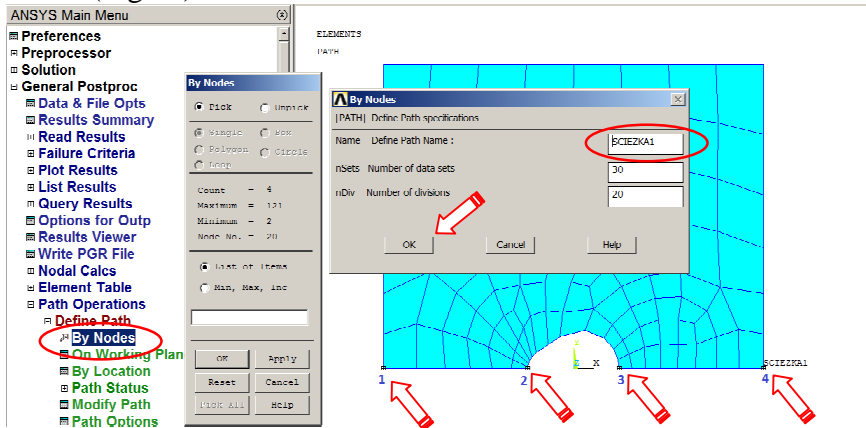 ANSYS Main Menu
Preferences
Preprocessor
Solution
General Postproc
Data & File Opts
Results Summary
Read Results
Failure Criteria
Plot Results
List Results
Query Results
Options for Outp
Results Viewer
Write PGR File
Nodal Calcs
Element Table
Path Operations
Define Path
By Nodes
On Working Plan
By Location
Path Status
Modify Path
Path Options
By Nodes
Pick Unpick
Single Box
Polygon Circle
Loop
Count = 4
Maximum = 121
Minimum = 2
Node No. = 20
List of Items
Min, Max, Inc
OK Apply
Reset Cancel
Pick All Help
ELEMENTS
PATH
By Nodes
[PATH] Define Path specifications
Name Define Path Name : SCIEZKA1
nSets Number of data sets 30
nDiv Number of divisions 20
OK Cancel Help
Y
Z X
SCIEZKA1
1 2 3 4